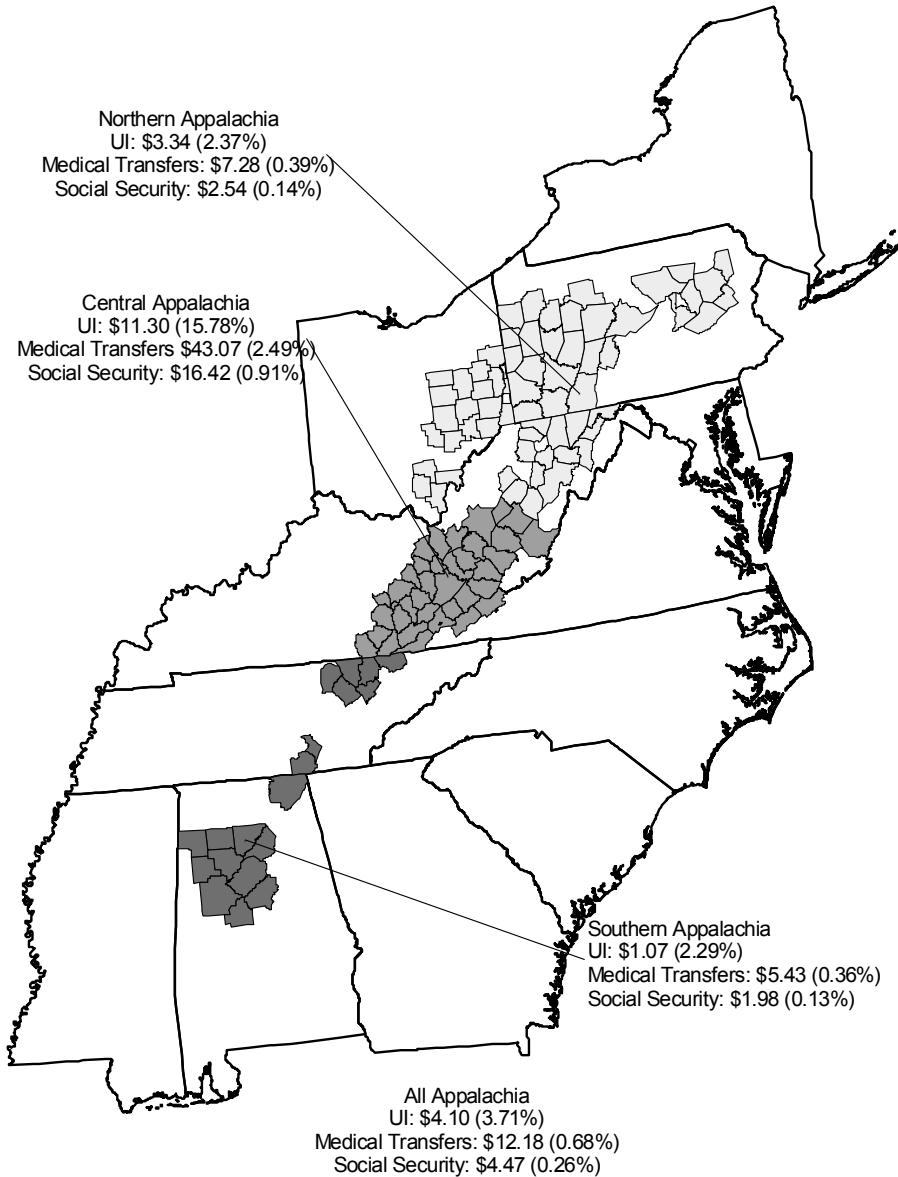 Northern Appalachia
UI: $3.34 (2.37%)
Medical Transfers: $7.28 (0.39%)
Social Security: $2.54 (0.14%)
Central Appalachia
UI: $11.30 (15.78%)
Medical Transfers $43.07 (2.49%)
Social Security: $16.42 (0.91%)
Southern Appalachia
UI: $1.07 (2.29%)
Medical Transfers: $5.43 (0.36%)
Social Security: $1.98 (0.13%)
All Appalachia
UI: $4.10 (3.71%)
Medical Transfers: $12.18 (0.68%)
Social Security: $4.47 (0.26%)